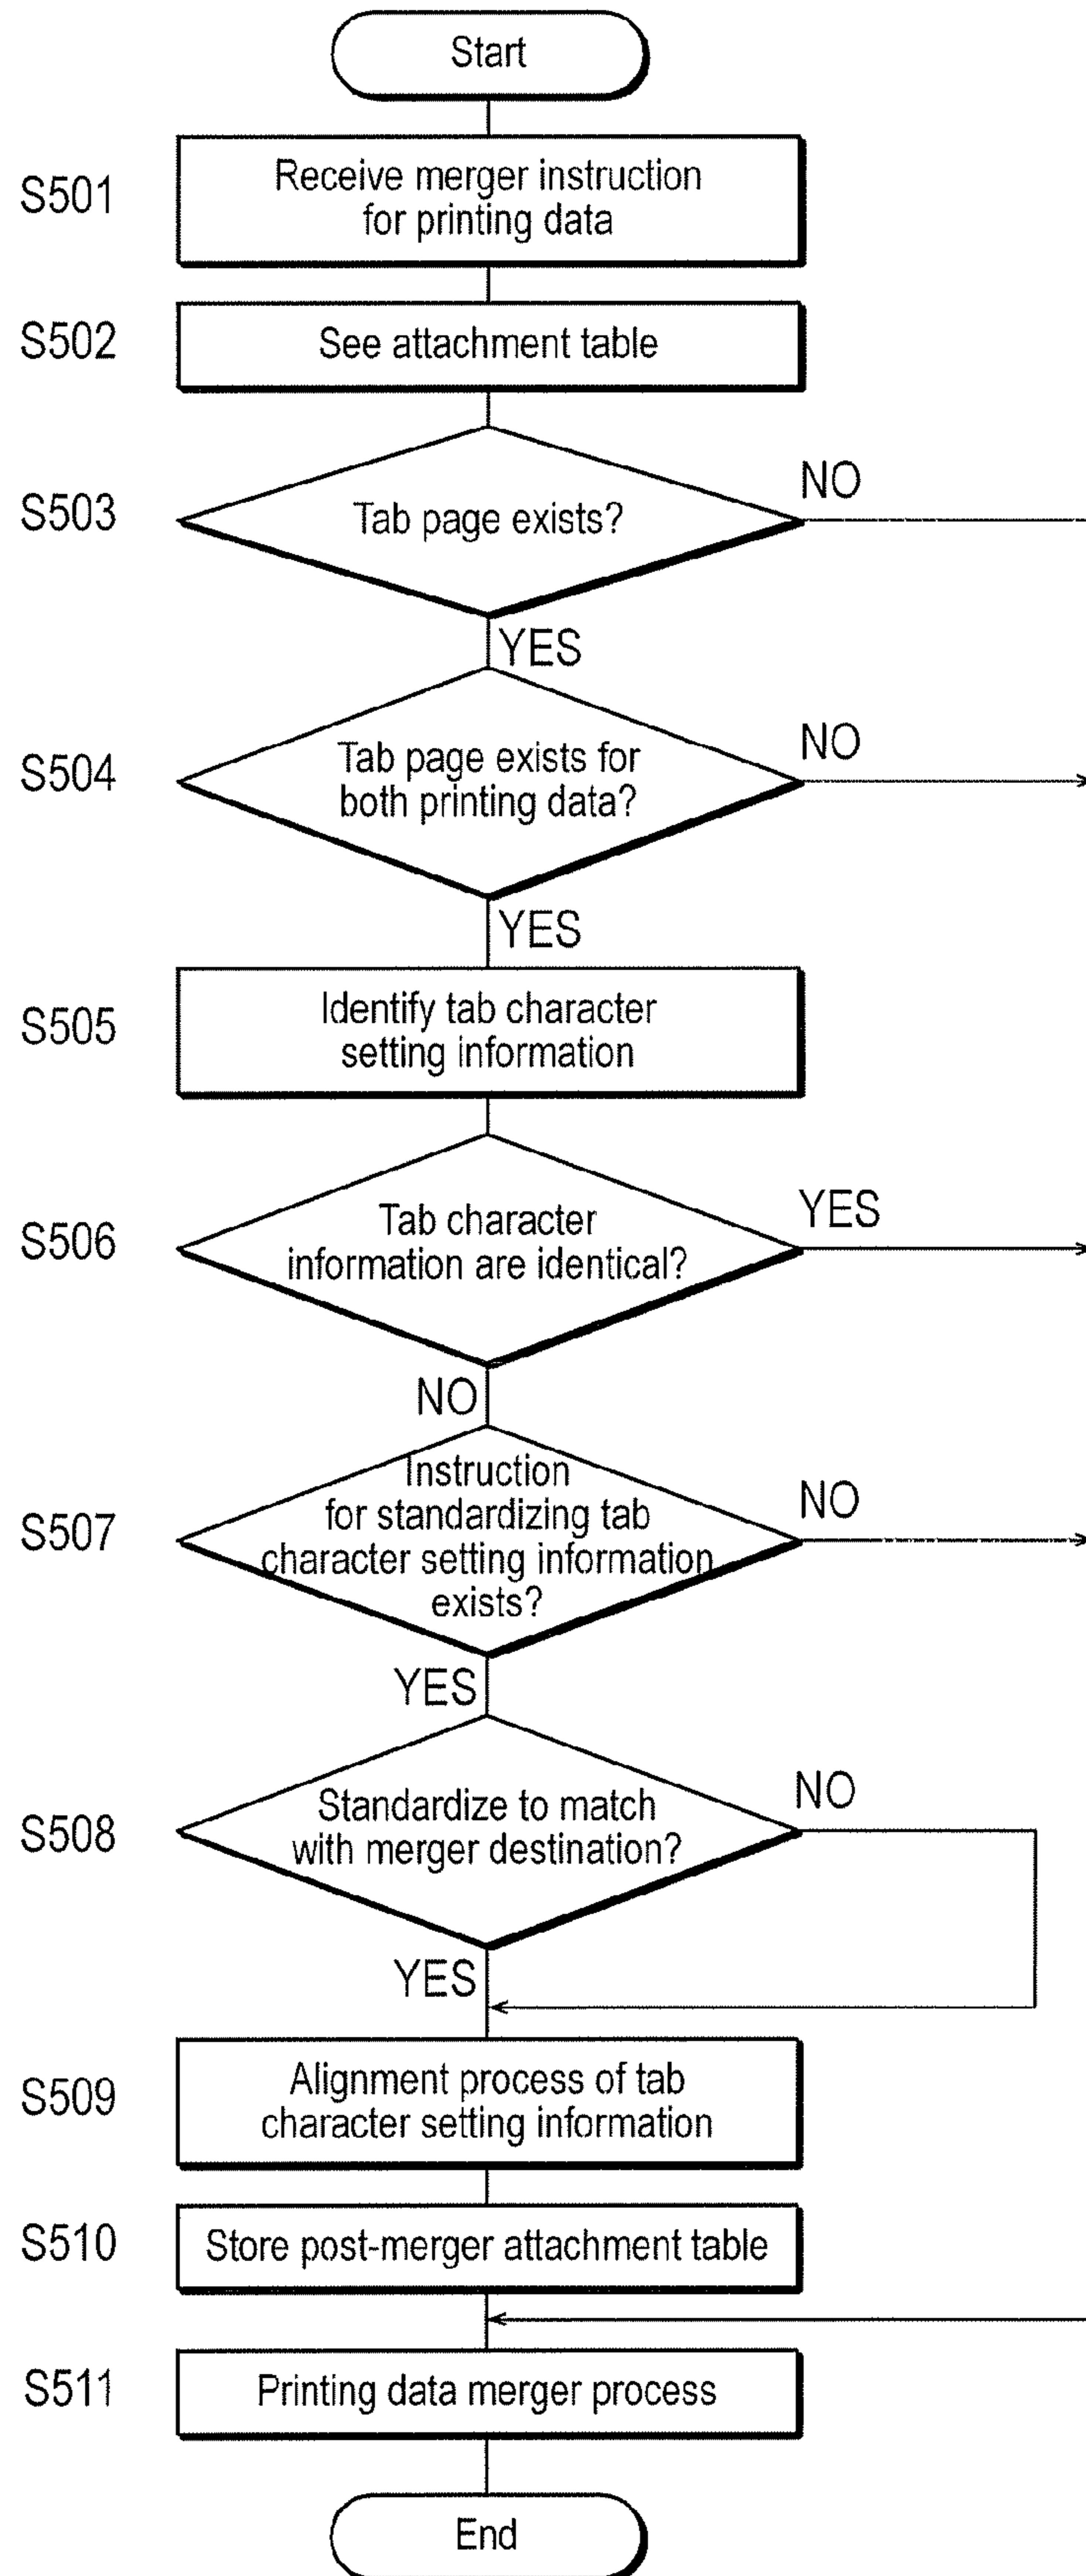 Start
S501
Receive merger instruction
for printing data
S502
See attachment table
S503
Tab page exists?
NO
YES
S504
Tab page exists for
both printing data?
NO
YES
S505
Identify tab character
setting information
S506
Tab character
information are identical?
YES
NO
S507
Instruction
for standardizing tab
character setting information
exists?
NO
YES
S508
Standardize to match
with merger destination?
NO
YES
S509
Alignment process of tab
character setting information
S510
Store post-merger attachment table
S511
Printing data merger process
End